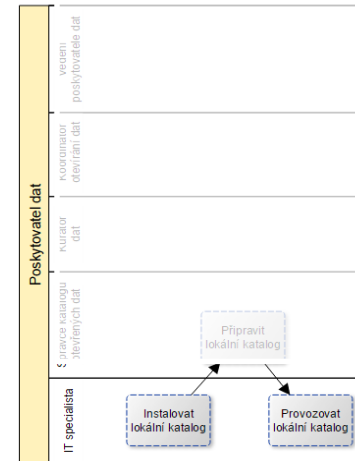 Poskytovatel dat
Vedení
poskytovatele dat
Koordinátor
otevírání dat
Kurátor
dat
Správce katalogu
otevřených dat
IT specialista
Připravit
lokální katalog
Instalovat
lokální katalog
Provozovat
lokální katalog